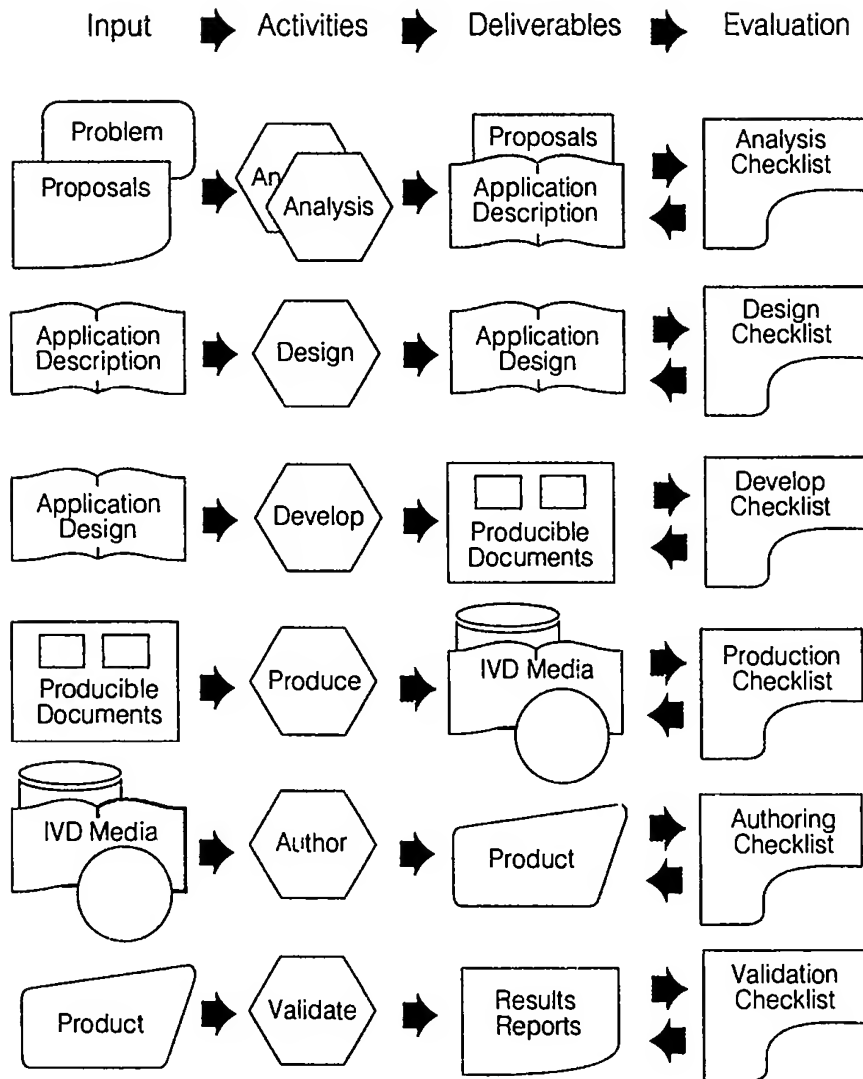 Input Activities Deliverables Evaluation
Problem
Proposals
An
Analysis
Proposals
Application
Description
Analysis
Checklist
Application
Description
Design
Application
Design
Design
Checklist
Application
Design
Develop
Producible
Documents
Develop
Checklist
Producible
Documents
Produce
IVD Media
Production
Checklist
IVD Media
Author
Product
Authoring
Checklist
Product
Validate
Results
Reports
Validation
Checklist